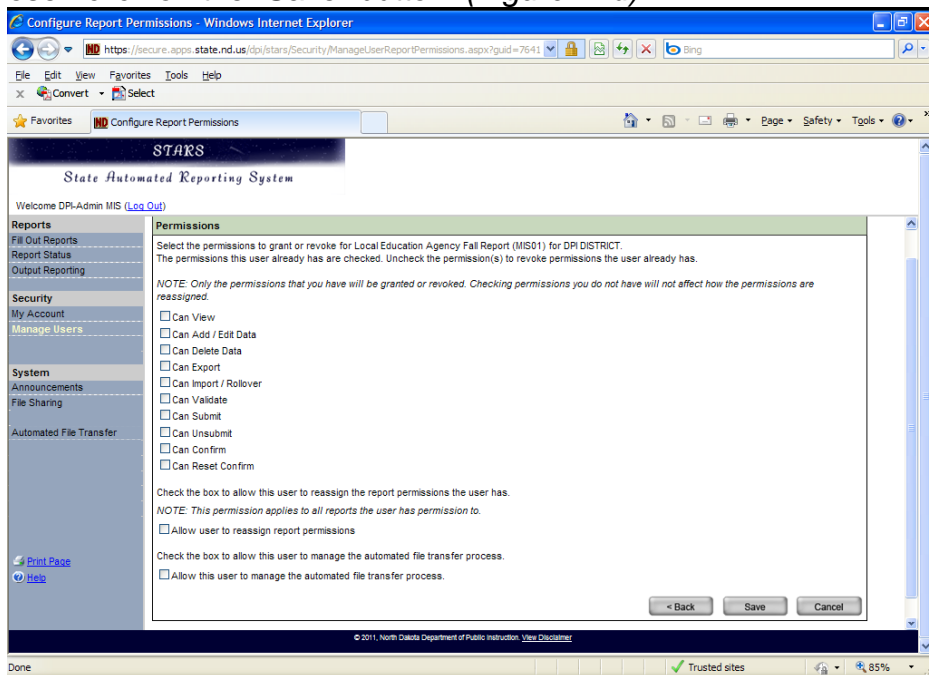 Configure Report Permissions - Windows Internet Explorer
https://secure.apps.state.nd.us/dpi/stars/Security/ManageUserReportPermissions.aspx?guid=7641
Bing
File Edit View Favorites Tools Help
x Convert Select
Favorites
Configure Report Permissions
Page Safety Tools
STARS
State Automated Reporting System
Welcome DPI-Admin MIS (Log Out)
Reports
Fill Out Reports
Report Status
Output Reporting
Security
My Account
Manage Users
System
Announcements
File Sharing
Automated File Transfer
Print Page
Help
Permissions
Select the permissions to grant or revoke for Local Education Agency Fall Report (MIS01) for DPI DISTRICT.
The permissions this user already has are checked. Uncheck the permission(s) to revoke permissions the user already has.
NOTE: Only the permissions that you have will be granted or revoked. Checking permissions you do not have will not affect how the permissions are
reassigned.
Can View
Can Add / Edit Data
Can Delete Data
Can Export
Can Import / Rollover
Can Validate
Can Submit
Can Unsubmit
Can Confirm
Can Reset Confirm
Check the box to allow this user to reassign the report permissions the user has.
NOTE: This permission applies to all reports the user has permission to.
Allow user to reassign report permissions
Check the box to allow this user to manage the automated file transfer process.
Allow this user to manage the automated file transfer process.
< Back Save Cancel
© 2011, North Dakota Department of Public Instruction. View Disclaimer
Done
Trusted sites
85%